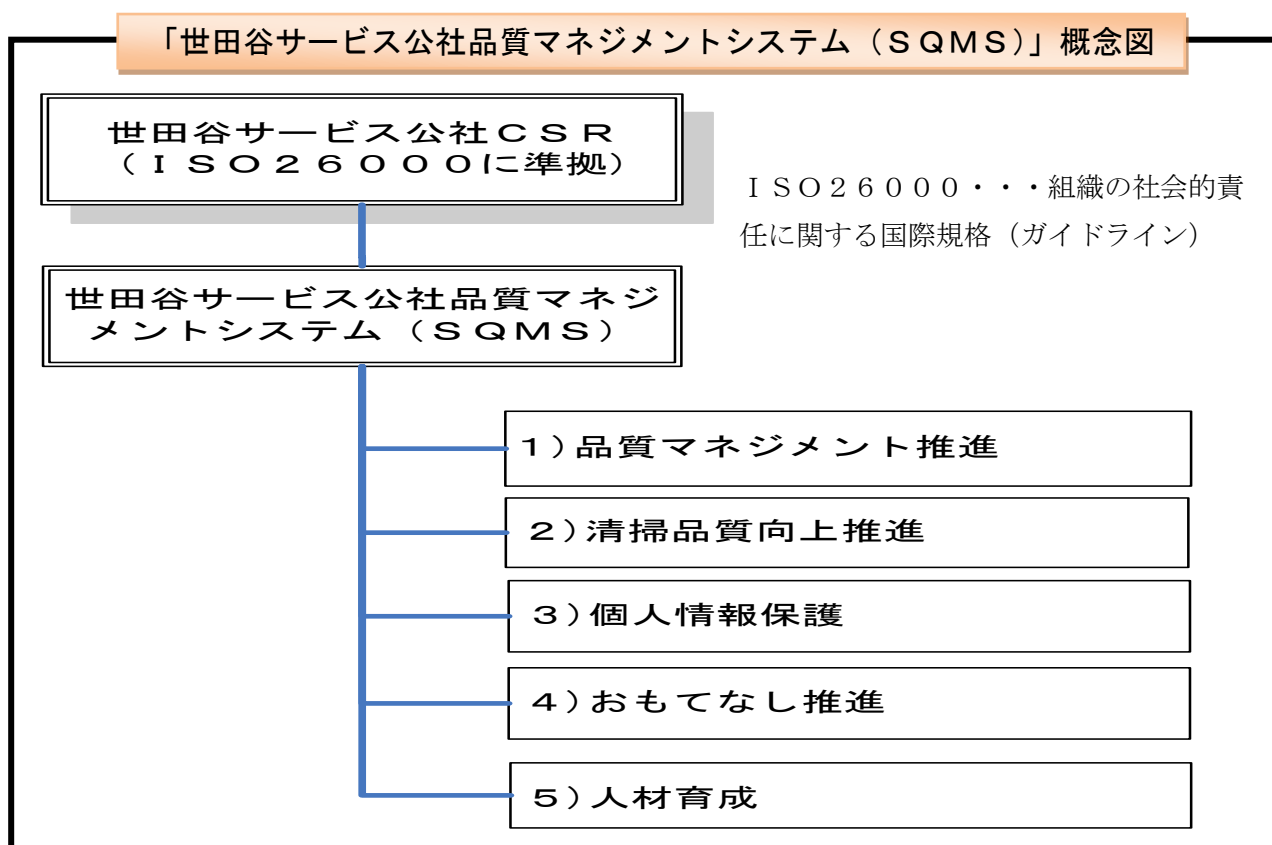 「世田谷サービス公社品質マネジメントシステム（ＳＱＭＳ）」概念図
世田谷サービス公社ＣＳＲ
（ＩＳＯ２６０００に準拠）
ＩＳＯ２６０００・・・組織の社会的責
任に関する国際規格（ガイドライン）
世田谷サービス公社品質マネジ
メントシステム（ＳＱＭＳ）
１）品質マネジメント推進
２）清掃品質向上推進
３）個人情報保護
４）おもてなし推進
５）人材育成